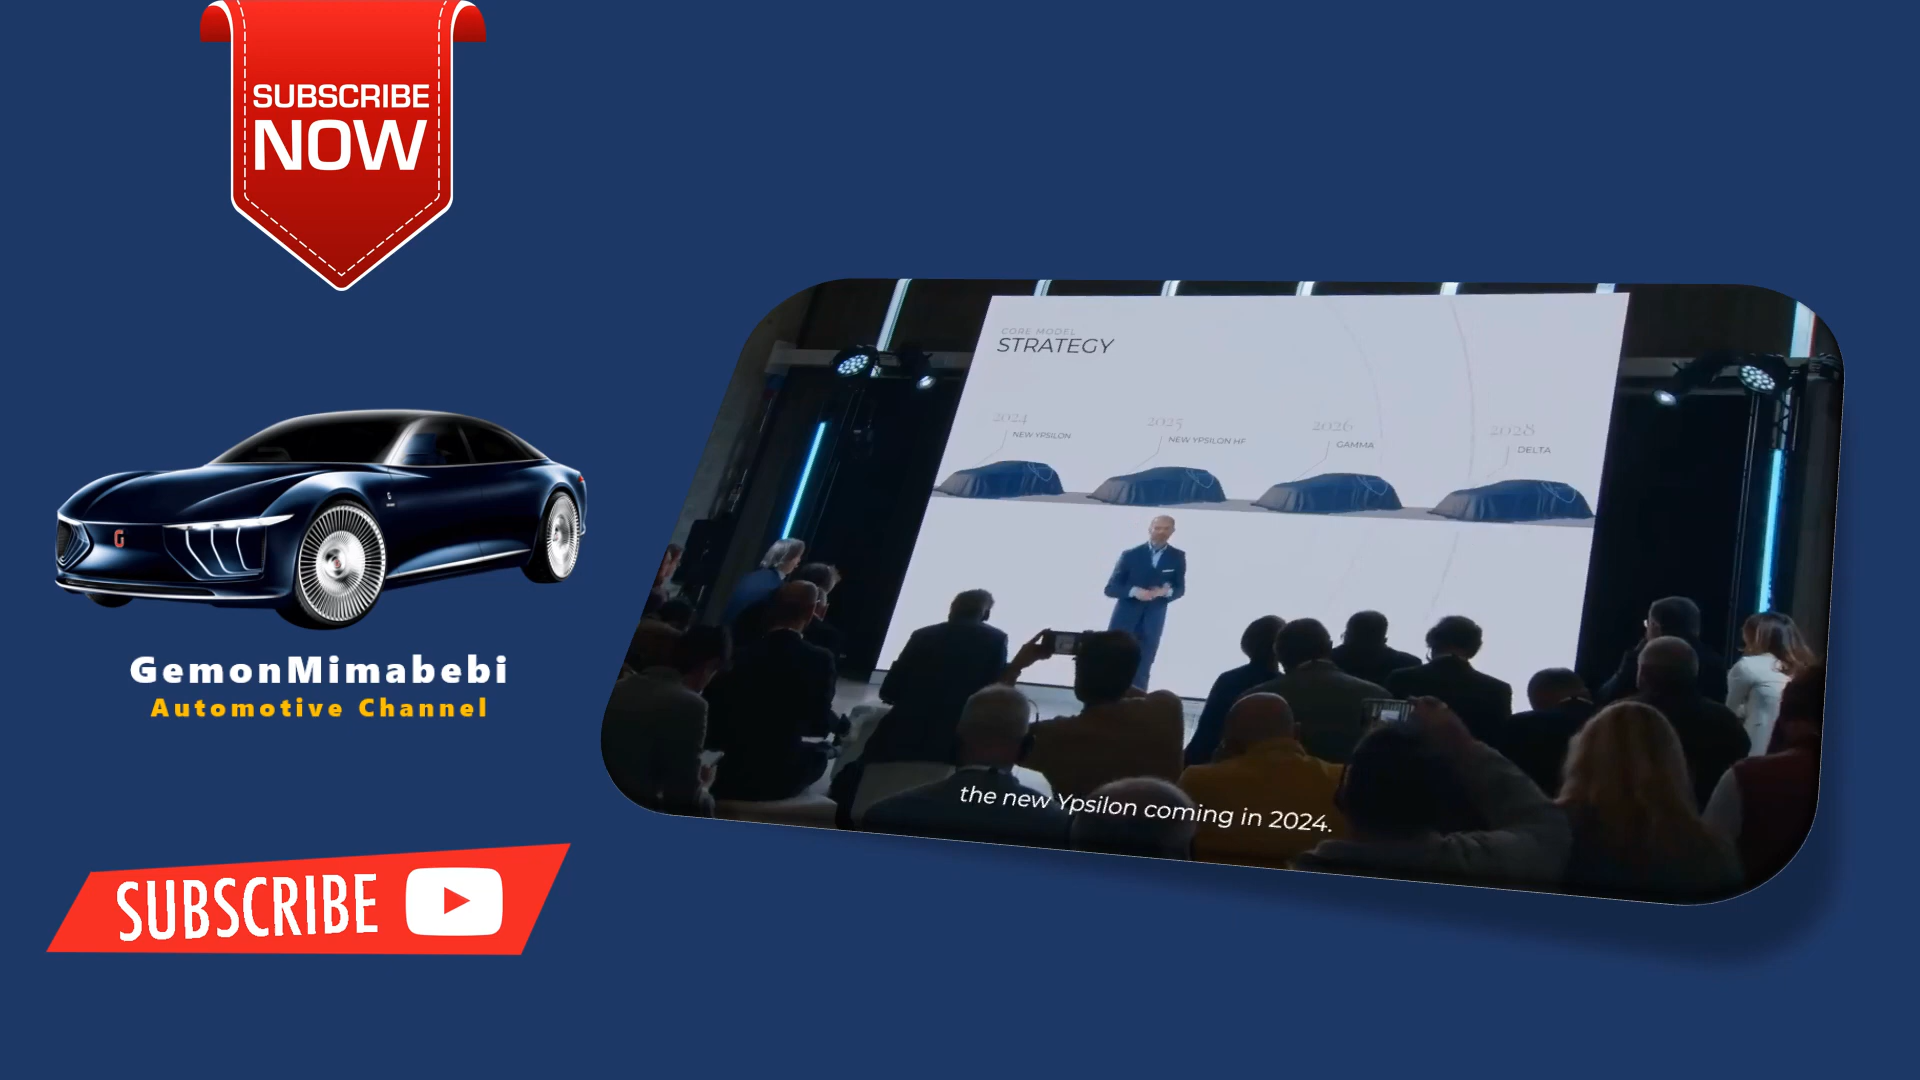 SUBSCRIBE
NOW
CORE MODEL
STRATEGY
2024
NEW YPSILON
2025
NEW YPSILON HF
2026
GAMMA
2028
DELTA
G
GemonMimabebi
Automotive Channel
the new Ypsilon coming in 2024.
SUBSCRIBE